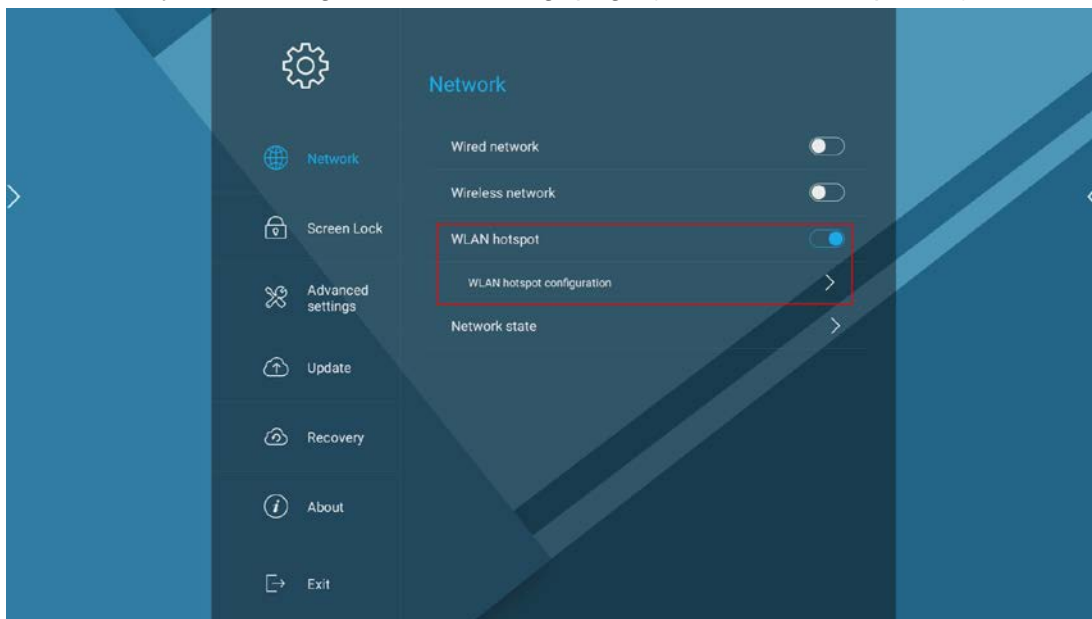 Network
Network
Wired network
Wireless network
Screen Lock
WLAN hotspot
WLAN hotspot configuration
Advanced
settings
Network state
Update
Recovery
About
Exit